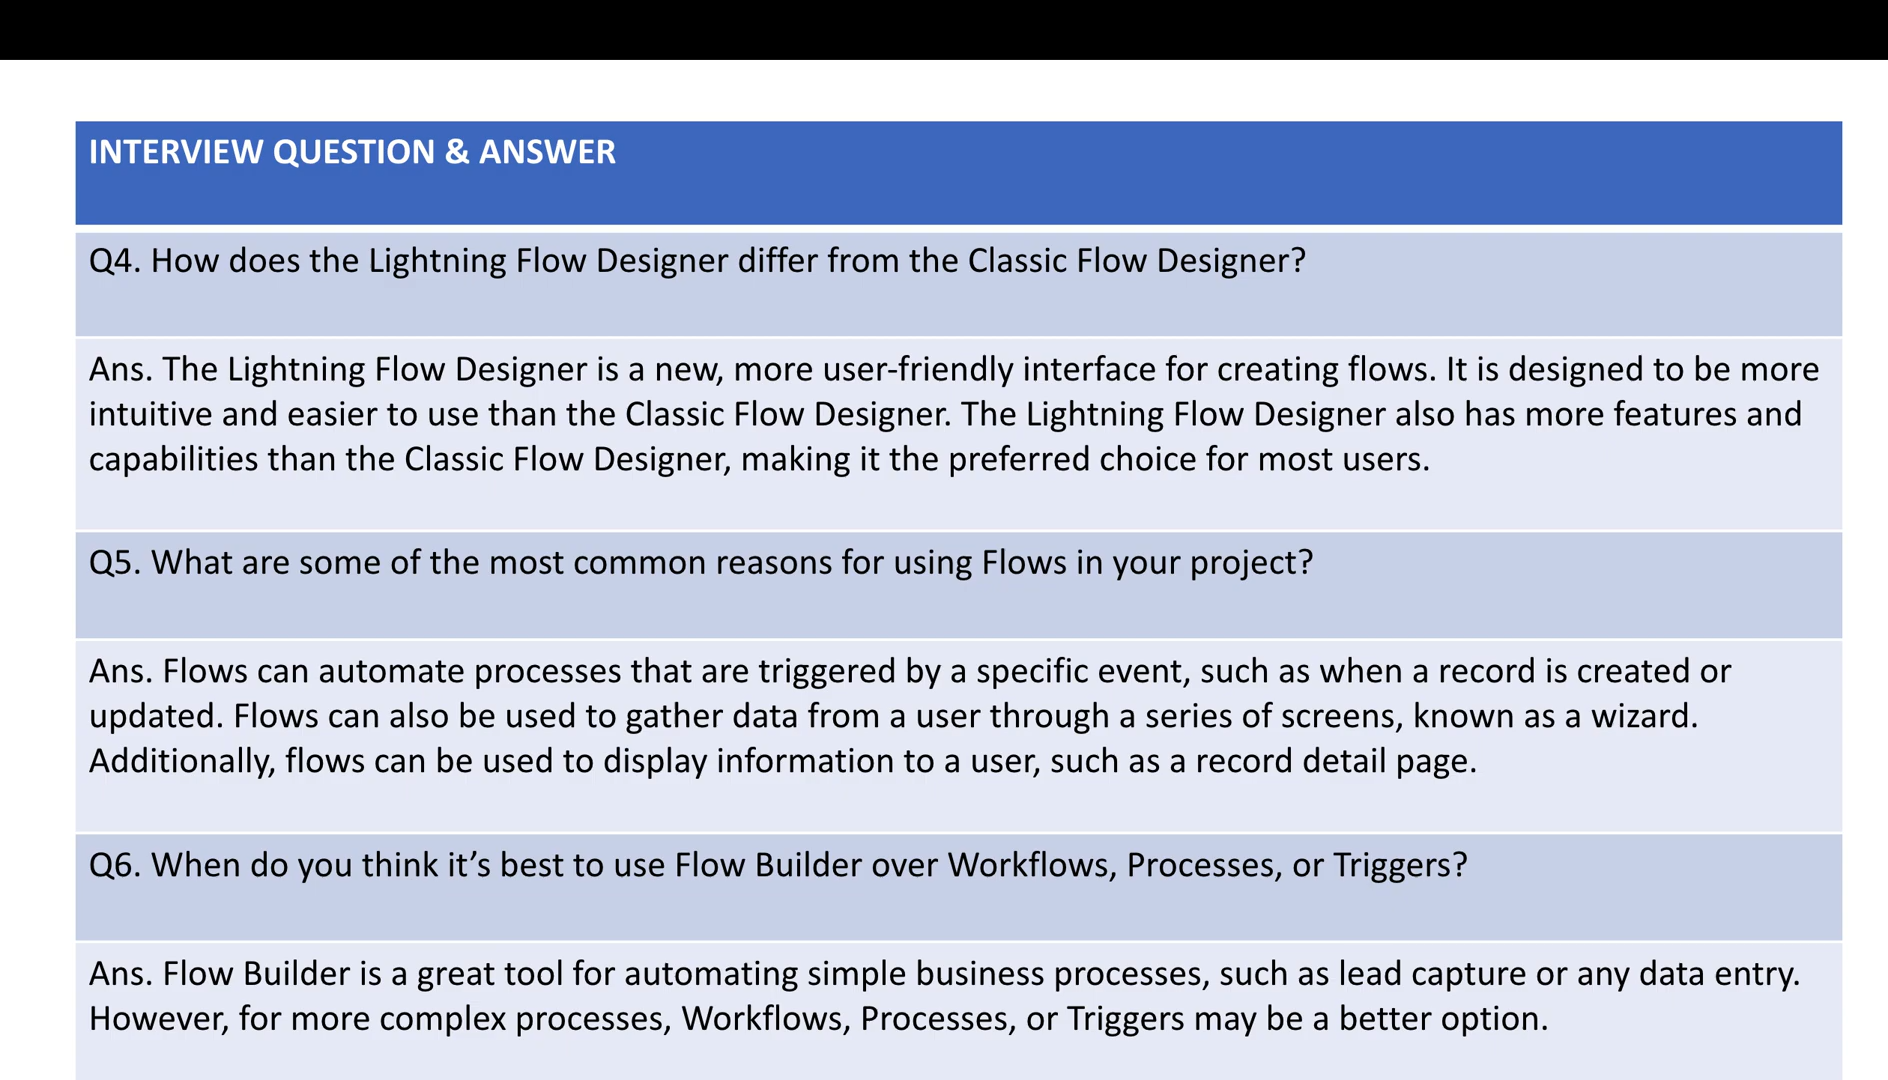 INTERVIEW QUESTION & ANSWER
Q4. How does the Lightning Flow Designer differ from the Classic Flow Designer?
Ans. The Lightning Flow Designer is a new, more user-friendly interface for creating flows. It is designed to be more
intuitive and easier to use than the Classic Flow Designer. The Lightning Flow Designer also has more features and
capabilities than the Classic Flow Designer, making it the preferred choice for most users.
Q5. What are some of the most common reasons for using Flows in your project?
Ans. Flows can automate processes that are triggered by a specific event, such as when a record is created or
updated. Flows can also be used to gather data from a user through a series of screens, known as a wizard.
Additionally, flows can be used to display information to a user, such as a record detail page.
Q6. When do you think it’s best to use Flow Builder over Workflows, Processes, or Triggers?
Ans. Flow Builder is a great tool for automating simple business processes, such as lead capture or any data entry.
However, for more complex processes, Workflows, Processes, or Triggers may be a better option.